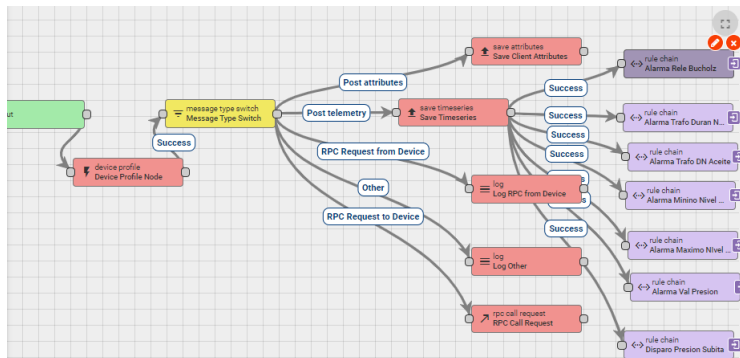 save attributes
Save Client Attributes
rule chain
Alarma Rele Bucholz
Post attributes
Success
message type switch
Message Type Switch
Post telemetry
save timeseries
Save Timeseries
Success
rule chain
Alarma Trafo Duran N...
ut
Success
Success
RPC Request from Device
Success
rule chain
Alarma Trafo DN Aceite
device profile
Device Profile Node
Other
log
Log RPC from Device
rule chain
Alarma Minino Nivel ...
RPC Request to Device
Success
rule chain
Alarma Maximo NIvel ...
log
Log Other
rule chain
Alarma Val Presion
rpc call request
RPC Call Request
rule chain
Disparo Presion Subita